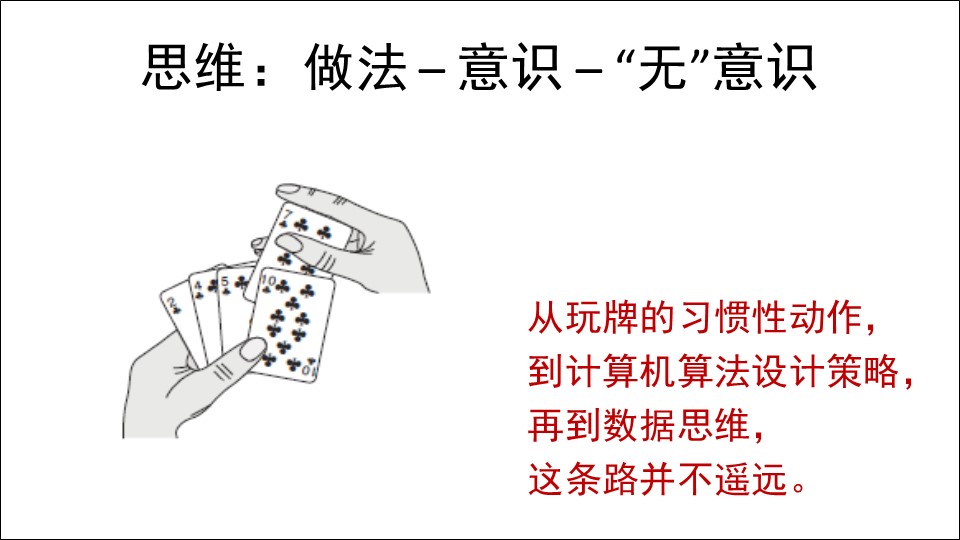 思维：做法 – 意识 – “无”意识
7
2
4
5
10
10
从玩牌的习惯性动作，
到计算机算法设计策略，
再到数据思维，
这条路并不遥远。